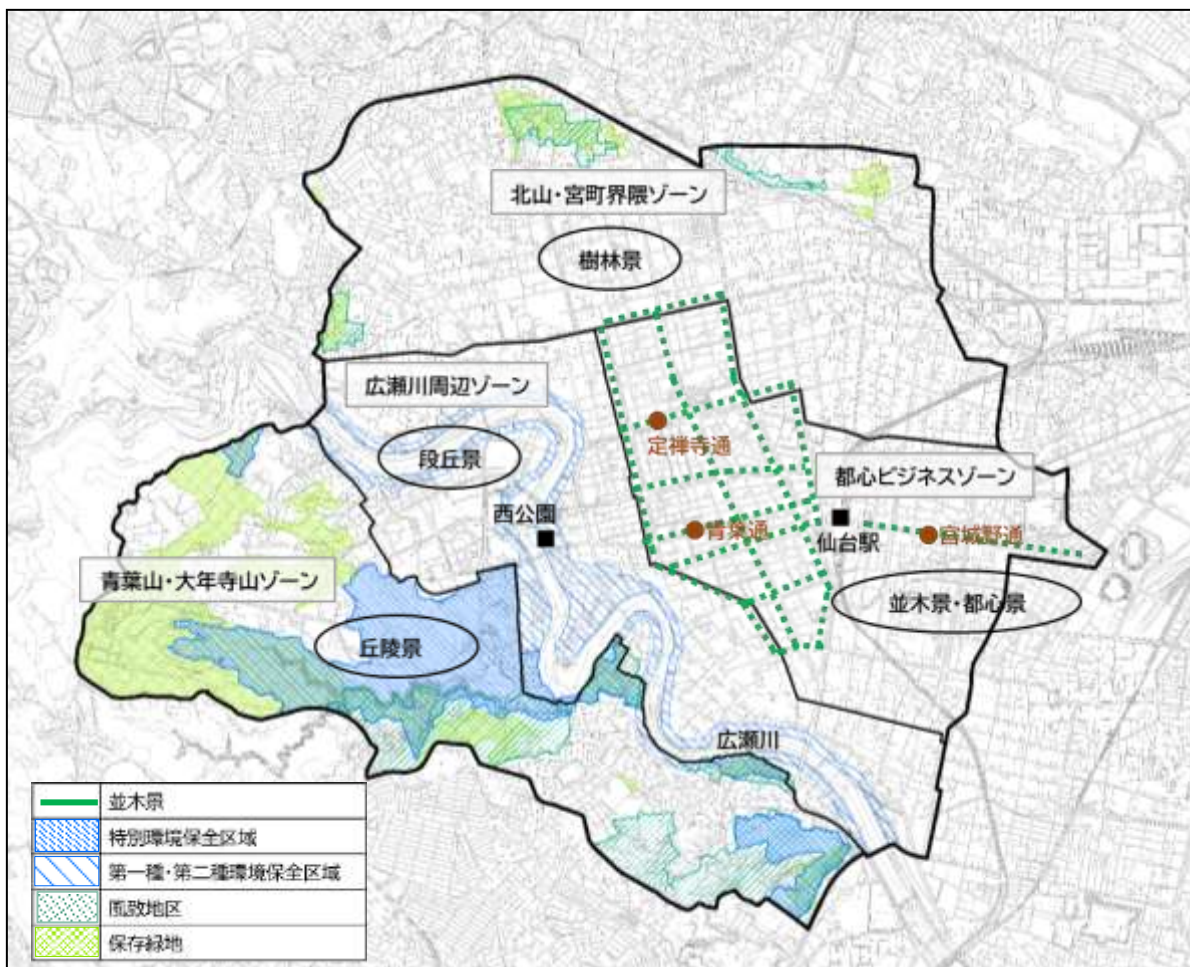 北山・宮町界隈ゾーン
樹林景
広瀬川周辺ゾーン
段丘景
定禅寺通
都心ビジネスゾーン
西公園
青葉通
仙台駅
宮城野通
青葉山・大年寺山ゾーン
並木景・都心景
丘陵景
広瀬川
並木景
特別環境保全区域
第一種・第二種環境保全区域
風致地区
保存緑地